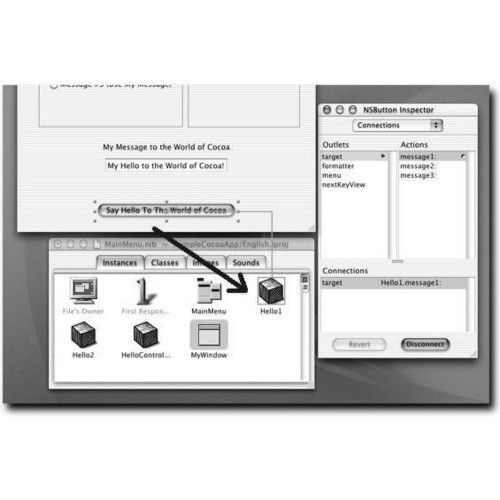 Message #3 (Use My Message)
My Message to the World of Cocoa
My Hello to the World of Cocoa!
Say Hello To The World of Cocoa
MainMenu.nib — SimpleCocoaApp/English.lproj
Instances Classes Images Sounds
File's Owner First Respon... MainMenu Hello1
Hello2 HelloControl... MyWindow
NSButton Inspector
Connections
Outlets Actions
target message1:
formatter message2:
menu message3:
nextKeyView
Connections
target Hello1.message1:
Revert Disconnect